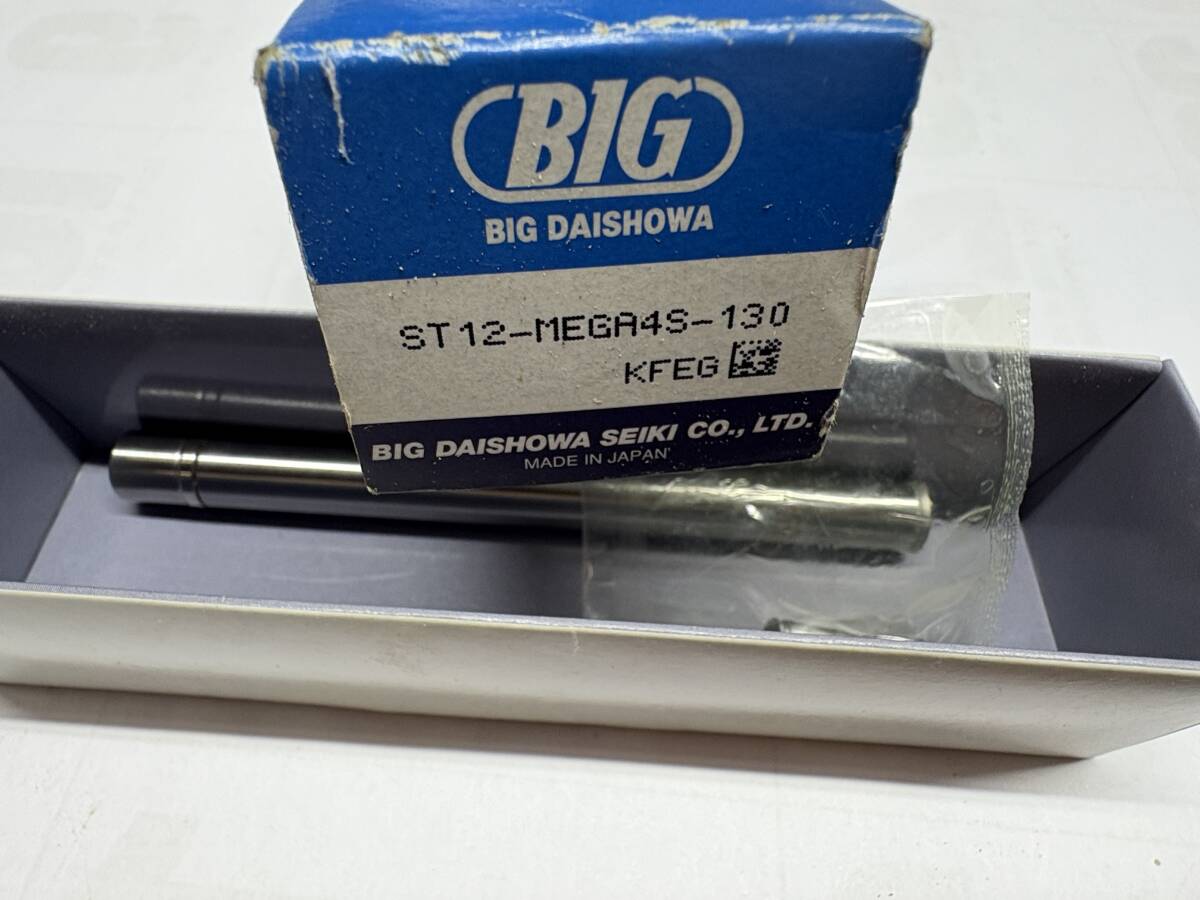 BIG
BIG DAISHOWA
ST12-MEGA4S-130
KFEG
BIG DAISHOWA SEIKI CO., LTD.
MADE IN JAPAN